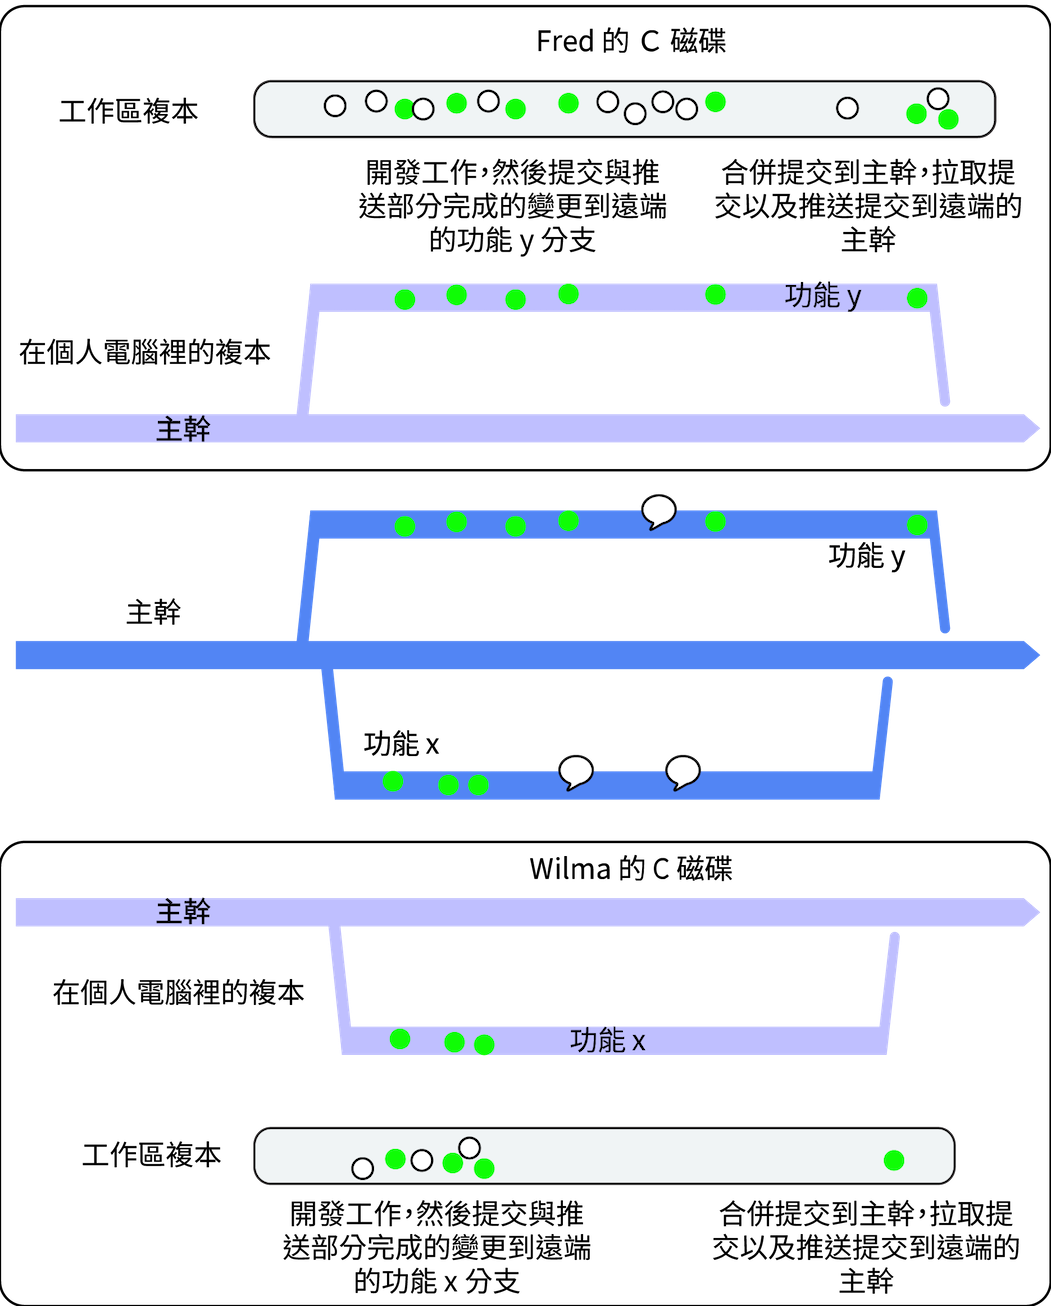 Fred 的 C 磁碟
工作區複本
開發工作，然後提交與推
送部分完成的變更到遠端
的功能 y 分支
合併提交到主幹，拉取提
交以及推送提交到遠端的
主幹
功能 y
在個人電腦裡的複本
主幹
功能 y
主幹
功能 x
Wilma 的 C 磁碟
主幹
在個人電腦裡的複本
功能 x
工作區複本
開發工作，然後提交與推
送部分完成的變更到遠端
的功能 x 分支
合併提交到主幹，拉取提
交以及推送提交到遠端的
主幹